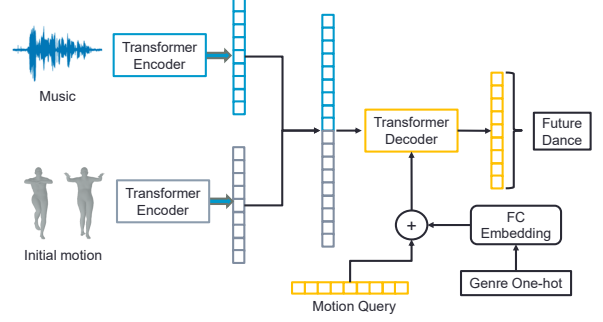 Music
Transformer
Encoder
Initial motion
Transformer
Encoder
Transformer
Decoder
Future
Dance
+
FC
Embedding
Genre One-hot
Motion Query